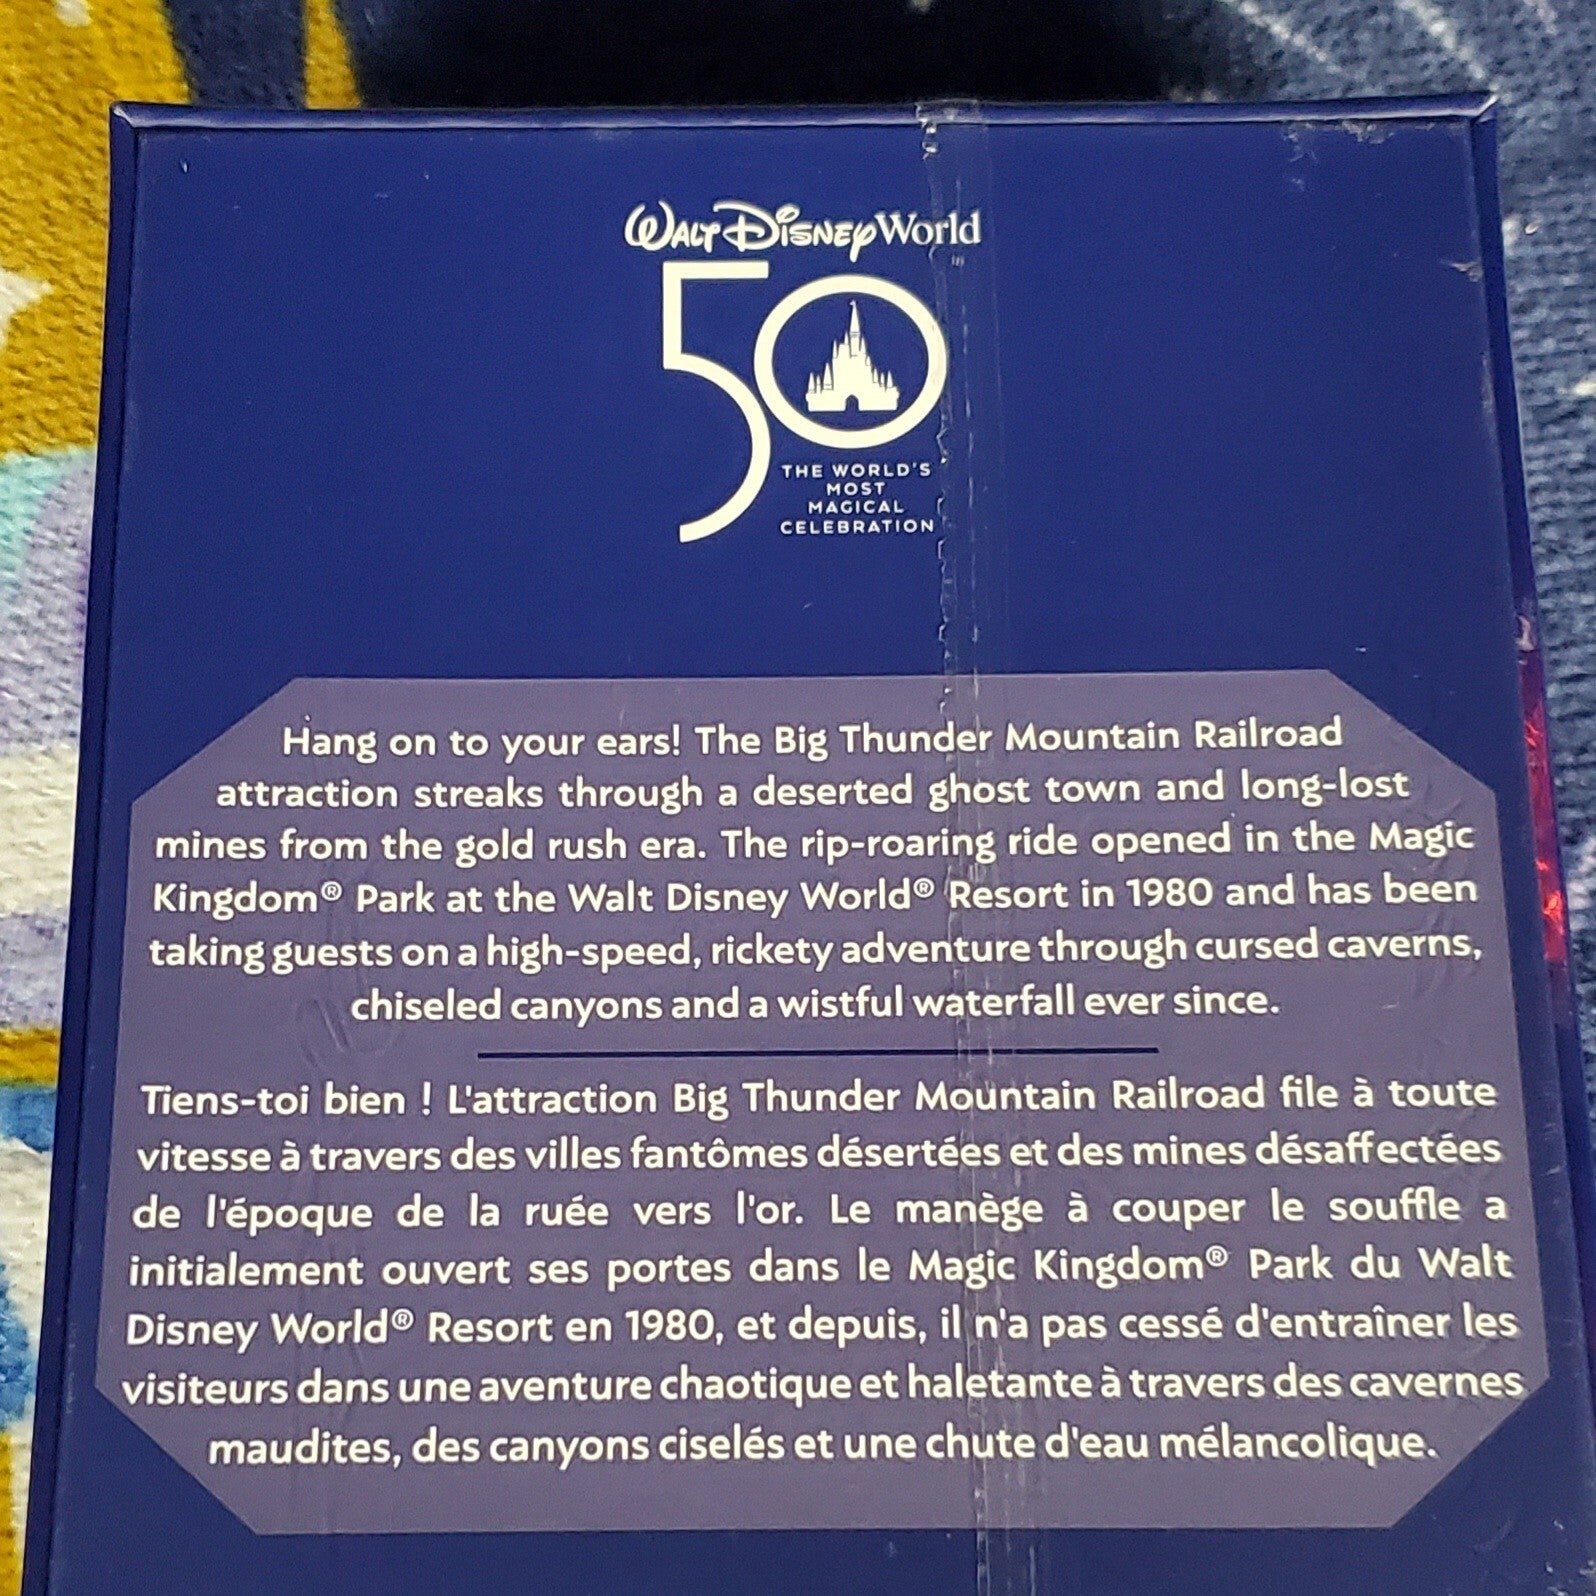 Walt Disney World
50
THE WORLD'S
MOST
MAGICAL
CELEBRATION
Hang on to your ears! The Big Thunder Mountain Railroad
attraction streaks through a deserted ghost town and long-lost
mines from the gold rush era. The rip-roaring ride opened in the Magic
Kingdom® Park at the Walt Disney World® Resort in 1980 and has been
taking guests on a high-speed, rickety adventure through cursed caverns,
chiseled canyons and a wistful waterfall ever since.
Tiens-toi bien ! L'attraction Big Thunder Mountain Railroad file à toute
vitesse à travers des villes fantômes désertées et des mines désaffectées
de l'époque de la ruée vers l'or. Le manège à couper le souffle a
initialement ouvert ses portes dans le Magic Kingdom® Park du Walt
Disney World® Resort en 1980, et depuis, il n'a pas cessé d'entraîner les
visiteurs dans une aventure chaotique et haletante à travers des cavernes
maudites, des canyons ciselés et une chute d'eau mélancolique.